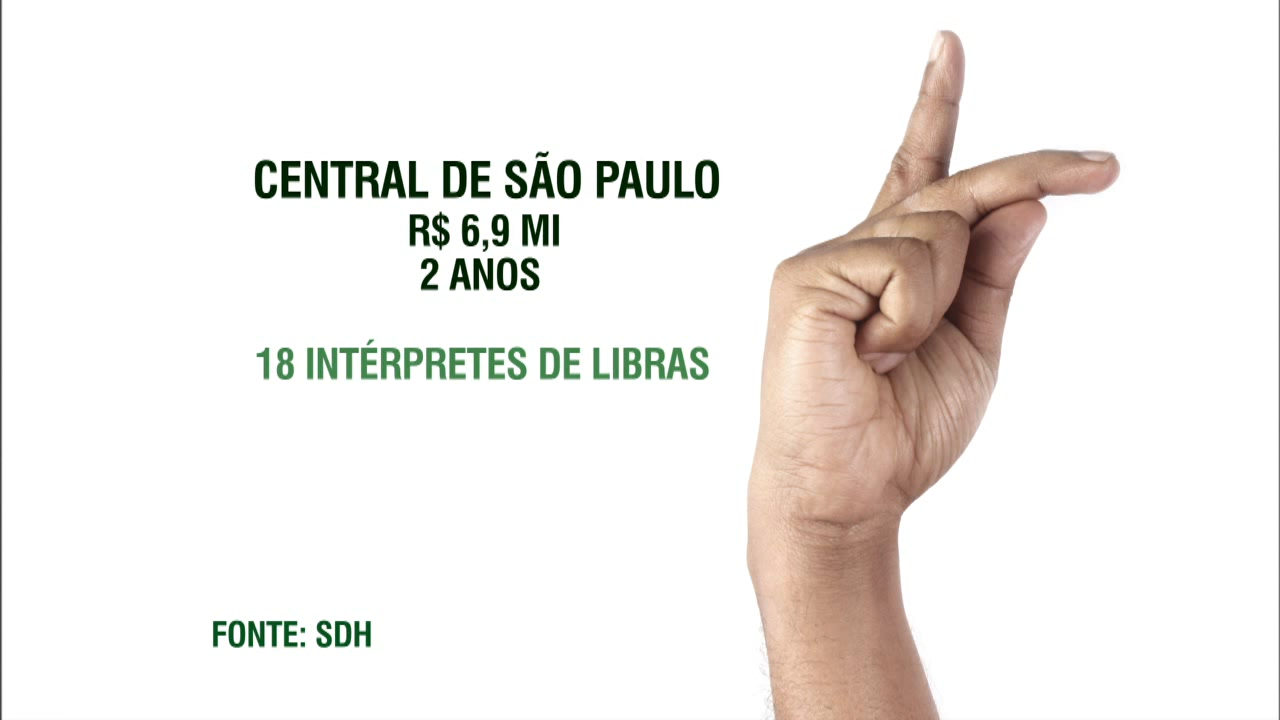 CENTRAL DE SÃO PAULO
R$ 6,9 MI
2 ANOS
18 INTÉRPRETES DE LIBRAS
FONTE: SDH